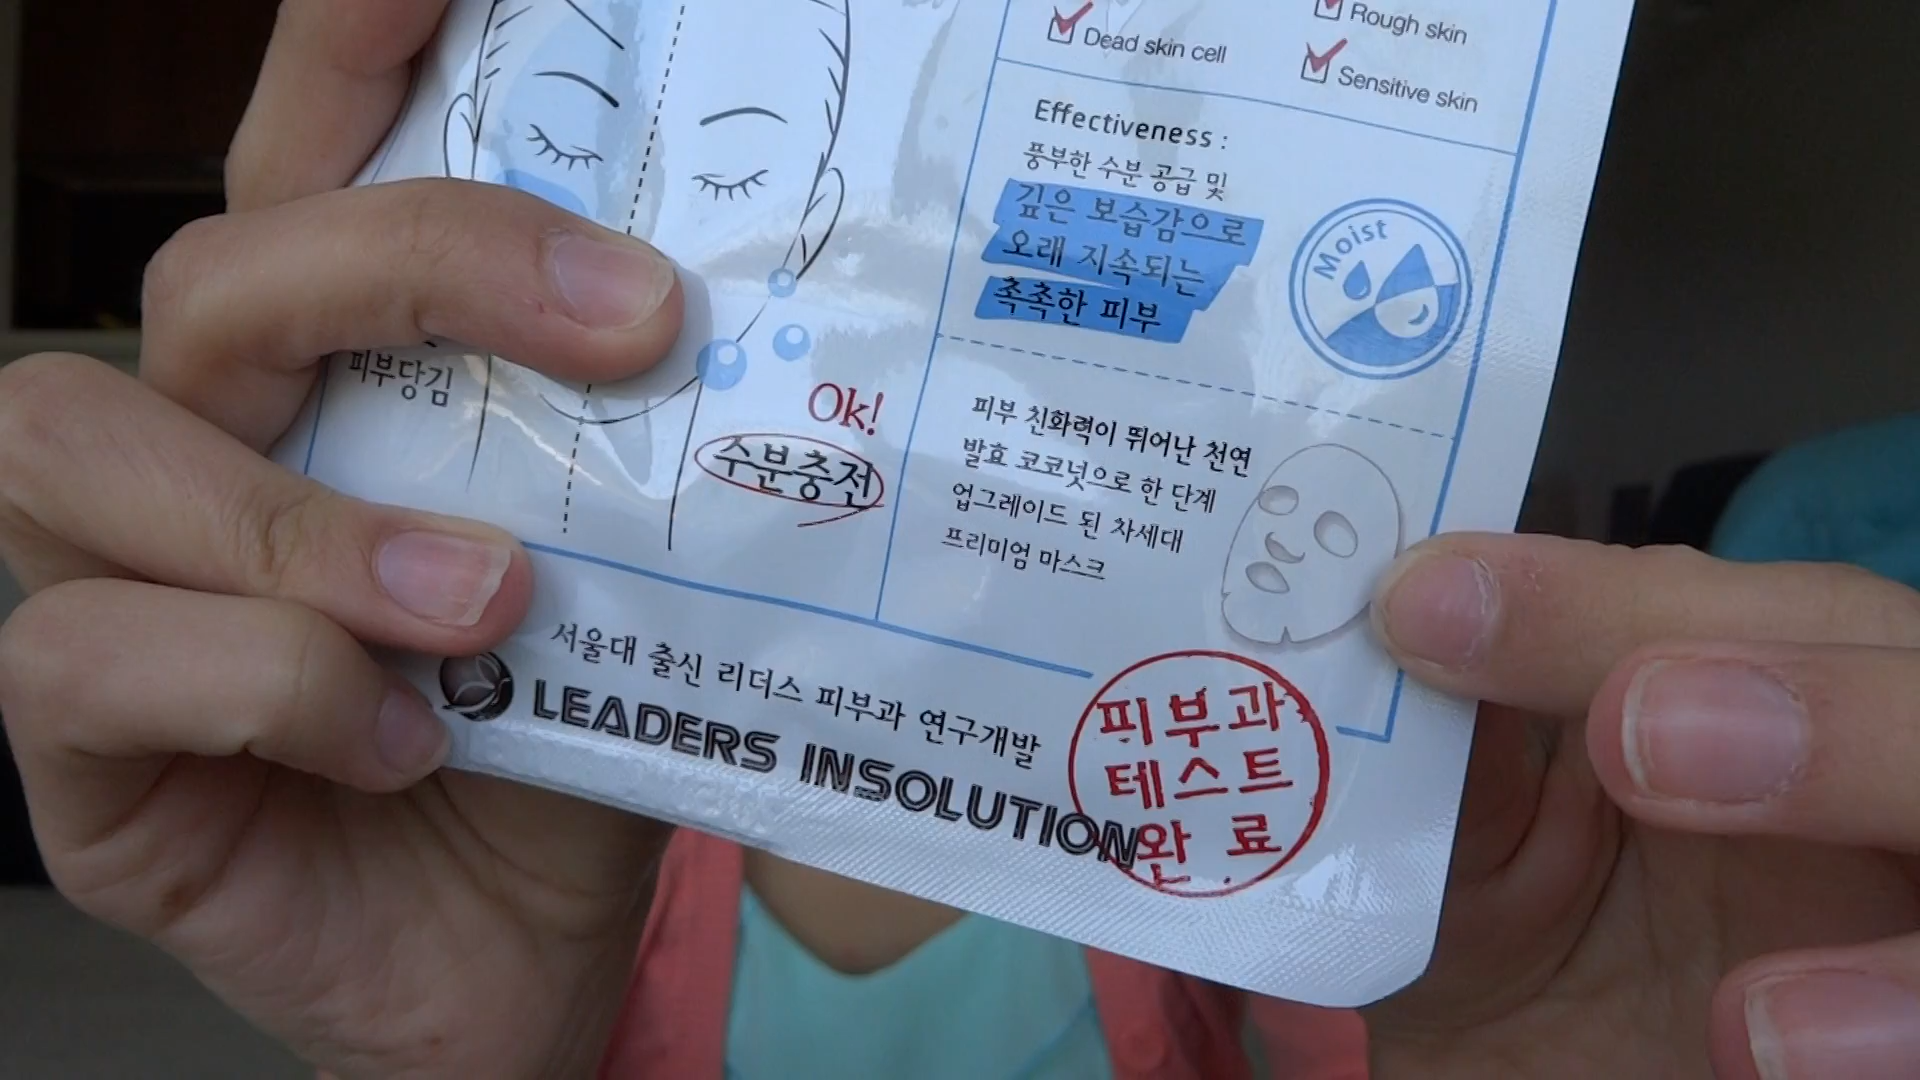 Dead skin cell
Rough skin
Sensitive skin
Effectiveness :
풍부한 수분 공급 및
깊은 보습감으로
오래 지속되는
촉촉한 피부
Moist
피부당김
Ok!
수분충전
피부 친화력이 뛰어난 천연
발효 코코넛으로 한 단계
업그레이드 된 차세대
프리미엄 마스크
서울대 출신 리더스 피부과 연구개발
LEADERS INSOLUTION
피부과
테스트
완료